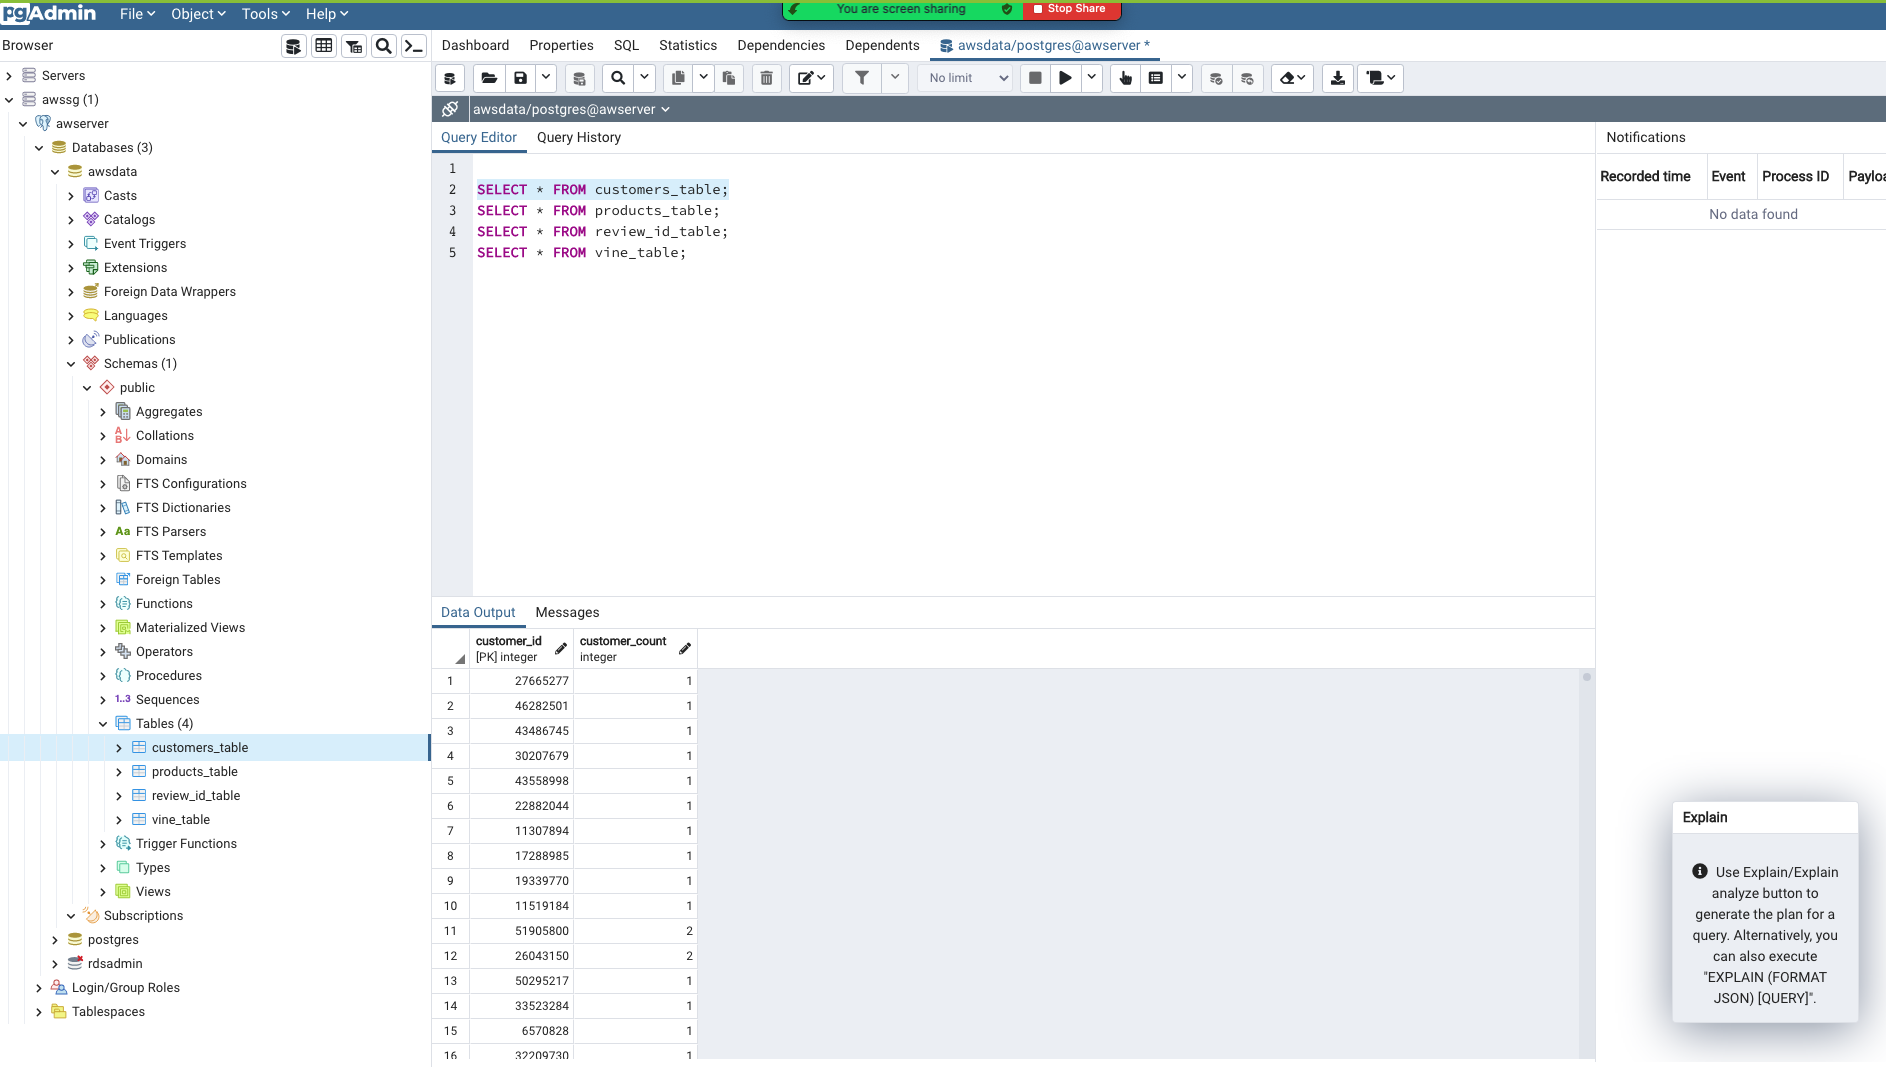 pgAdmin File Object Tools Help
You are screen sharing Stop Share
Browser
Dashboard Properties SQL Statistics Dependencies Dependents awsdata/postgres@awserver *
No limit
awsdata/postgres@awserver
Query Editor Query History
Notifications
Servers
awssg (1)
awserver
Databases (3)
awsdata
Casts
Catalogs
Event Triggers
Extensions
Foreign Data Wrappers
Languages
Publications
Schemas (1)
public
Aggregates
Collations
Domains
FTS Configurations
FTS Dictionaries
Aa FTS Parsers
FTS Templates
Foreign Tables
Functions
Materialized Views
Operators
Procedures
1..3 Sequences
Tables (4)
customers_table
products_table
review_id_table
vine_table
Trigger Functions
Types
Views
Subscriptions
postgres
rdsadmin
Login/Group Roles
Tablespaces
1
2 SELECT * FROM customers_table;
3 SELECT * FROM products_table;
4 SELECT * FROM review_id_table;
5 SELECT * FROM vine_table;
Recorded time Event Process ID Payloa
No data found
Data Output Messages
customer_id customer_count
[PK] integer integer
1 27665277 1
2 46282501 1
3 43486745 1
4 30207679 1
5 43558998 1
6 22882044 1
7 11307894 1
8 17288985 1
9 19339770 1
10 11519184 1
11 51905800 2
12 26043150 2
13 50295217 1
14 33523284 1
15 6570828 1
16 32209730 1
Explain
Use Explain/Explain
analyze button to
generate the plan for a
query. Alternatively, you
can also execute
"EXPLAIN (FORMAT
JSON) [QUERY]".